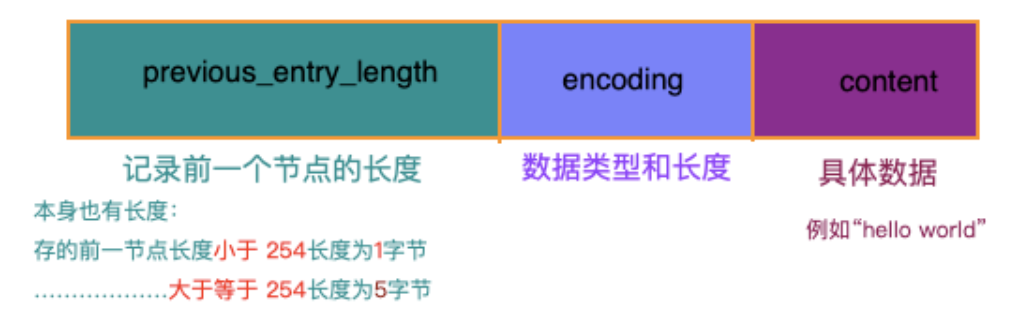 previous_entry_length
encoding
content
记录前一个节点的长度
数据类型和长度
具体数据
本身也有长度：
存的前一节点长度小于 254长度为1字节
..................大于等于 254长度为5字节
例如“hello world”